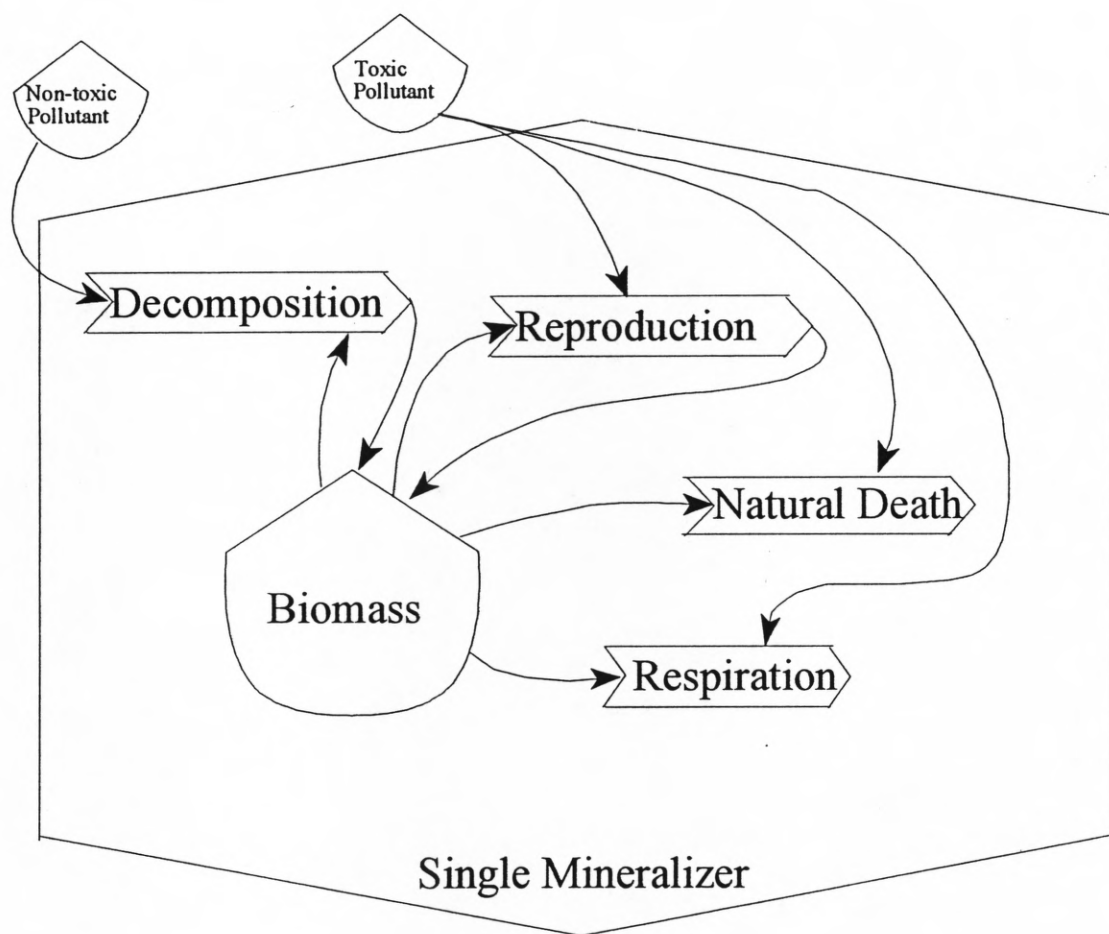 Non-toxic
Pollutant
Toxic
Pollutant
Decomposition
Reproduction
Natural Death
Biomass
Respiration
Single Mineralizer